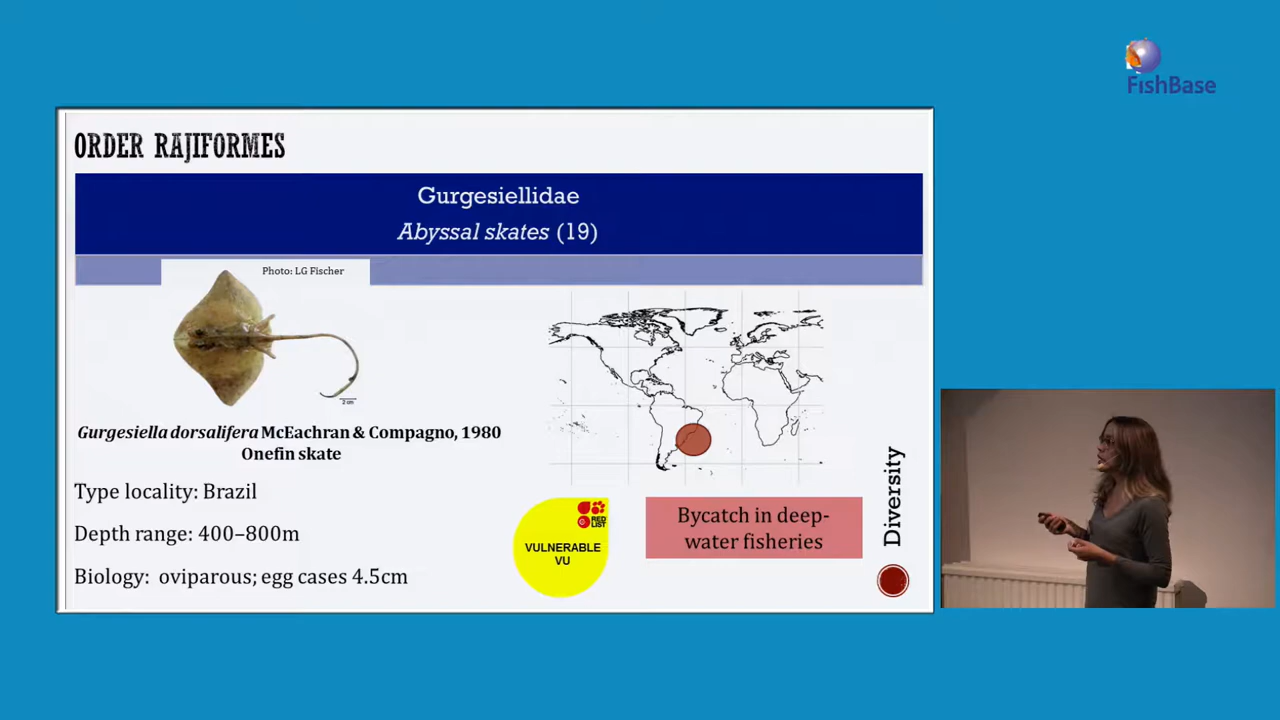 FishBase
ORDER RAJIFORMES
Gurgesiellidae
Abyssal skates (19)
Photo: LG Fischer
2 cm
Gurgesiella dorsalifera McEachran & Compagno, 1980
Onefin skate
Type locality: Brazil
Depth range: 400–800m
Biology: oviparous; egg cases 4.5cm
RED
LIST
VULNERABLE
VU
Bycatch in deep-
water fisheries
Diversity